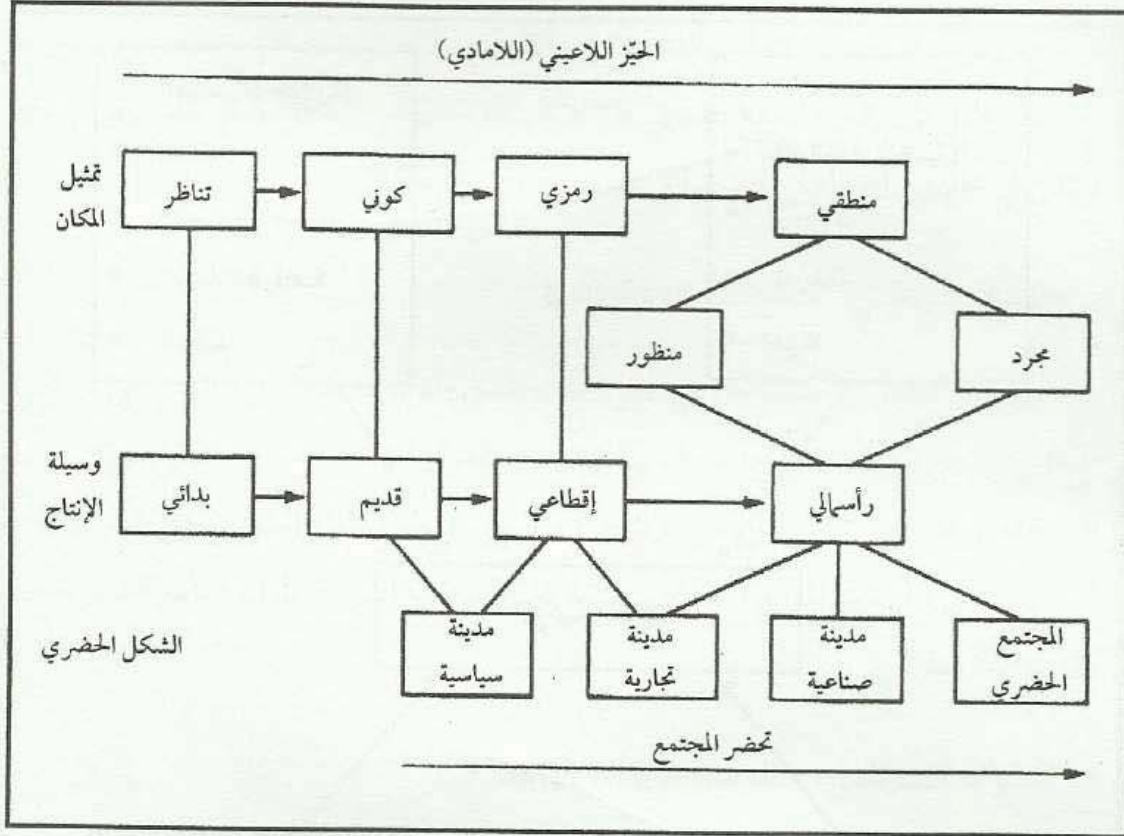 الحيّز اللاعيني (اللامادي)
تمثيل
المكان
تناظر
كوني
رمزي
منطقي
منظور
مجرد
وسيلة
الإنتاج
بدائي
قديم
إقطاعي
رأسمالي
الشكل الحضري
مدينة
سياسية
مدينة
تجارية
مدينة
صناعية
المجتمع
الحضري
تحضر المجتمع